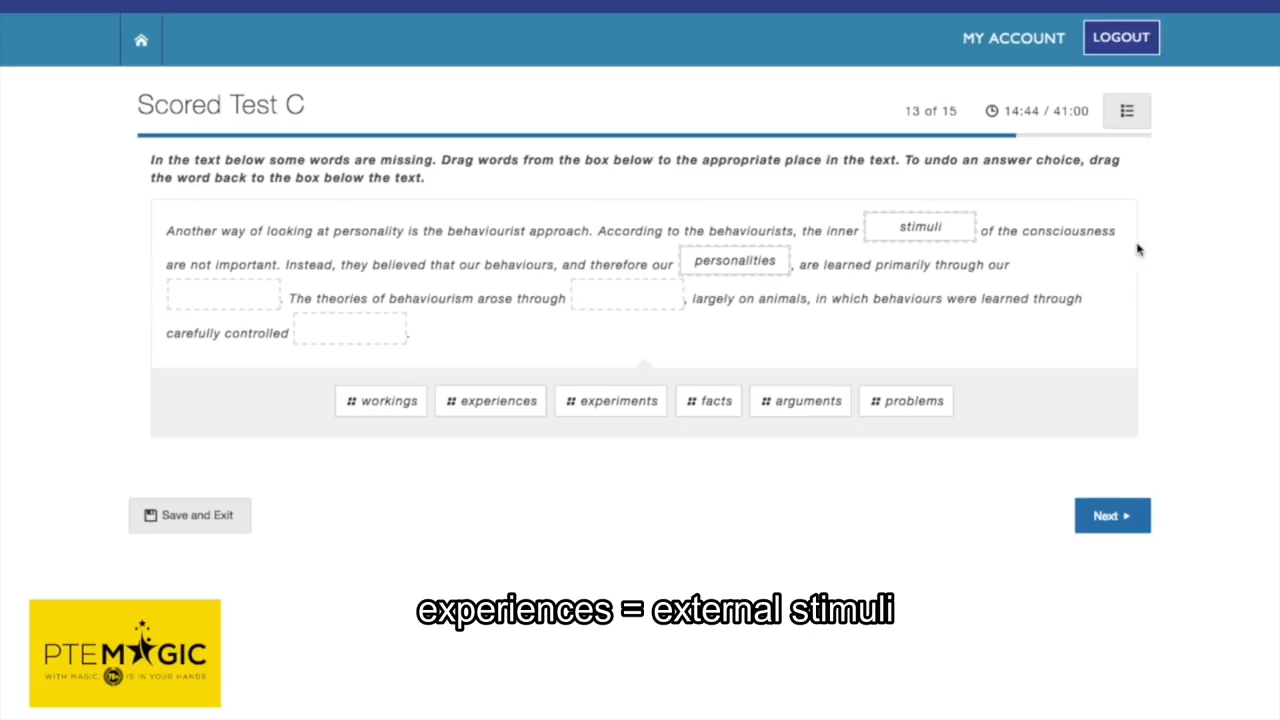 MY ACCOUNT
LOGOUT
Scored Test C
13 of 15
14:44 / 41:00
In the text below some words are missing. Drag words from the box below to the appropriate place in the text. To undo an answer choice, drag
the word back to the box below the text.
Another way of looking at personality is the behaviourist approach. According to the behaviourists, the inner stimuli of the consciousness
are not important. Instead, they believed that our behaviours, and therefore our personalities , are learned primarily through our
. The theories of behaviourism arose through , largely on animals, in which behaviours were learned through
carefully controlled .
workings experiences experiments facts arguments problems
Save and Exit
Next
experiences = external stimuli
PTEMAGIC
WITH MAGIC, 79+ IS IN YOUR HANDS